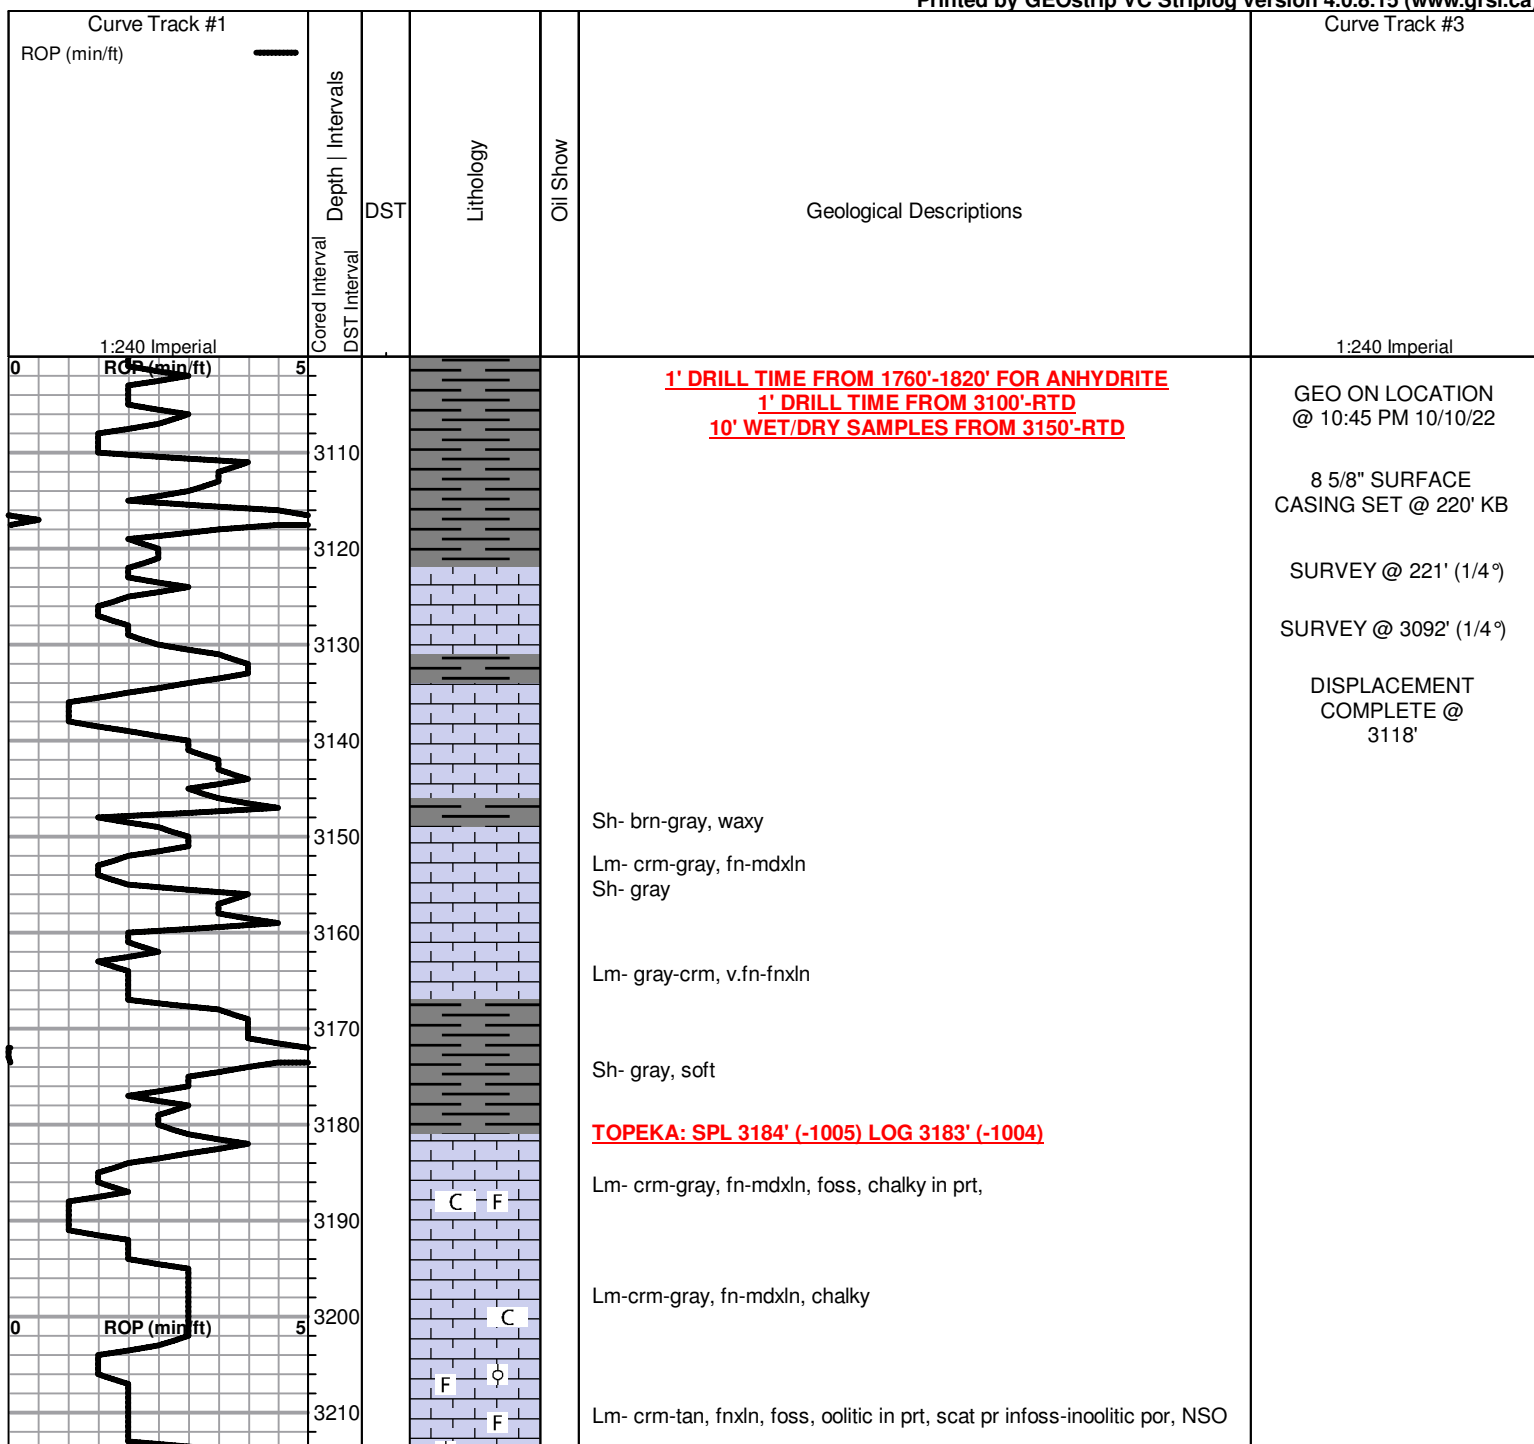 Printed by GEOstrip VC Striplog version 4.0.8.15 (www.grsi.ca)
Curve Track #1
ROP (min/ft)
1:240 Imperial
Depth | Intervals
Cored Interval
DST Interval
DST
Lithology
Oil Show
Geological Descriptions
Curve Track #3
1:240 Imperial
0 ROP (min/ft) 5
1' DRILL TIME FROM 1760'-1820' FOR ANHYDRITE
1' DRILL TIME FROM 3100'-RTD
10' WET/DRY SAMPLES FROM 3150'-RTD
GEO ON LOCATION
@ 10:45 PM 10/10/22
3110
8 5/8" SURFACE
CASING SET @ 220' KB
3120
SURVEY @ 221' (1/4°)
3130
SURVEY @ 3092' (1/4°)
DISPLACEMENT
COMPLETE @
3118'
3140
Sh- brn-gray, waxy
3150
Lm- crm-gray, fn-mdxln
Sh- gray
3160
Lm- gray-crm, v.fn-fnxln
3170
Sh- gray, soft
3180
TOPEKA: SPL 3184' (-1005) LOG 3183' (-1004)
Lm- crm-gray, fn-mdxln, foss, chalky in prt,
C F
3190
Lm-crm-gray, fn-mdxln, chalky
3200
C
0 ROP (min/ft) 5
F
3210
F
Lm- crm-tan, fnxln, foss, oolitic in prt, scat pr infoss-inoolitic por, NSO